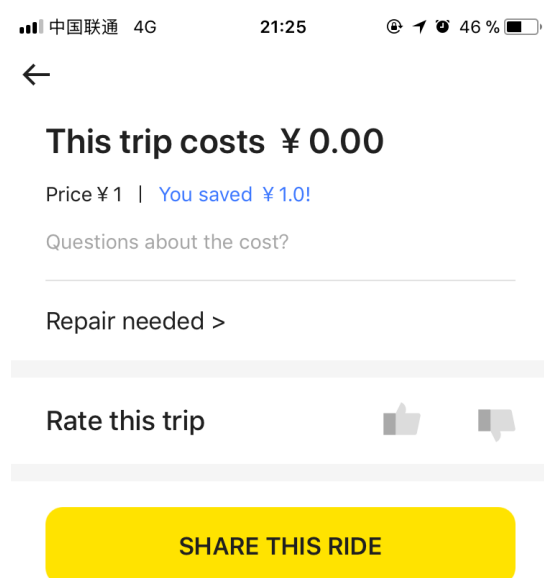 中国联通 4G 21:25 46 %
This trip costs ¥ 0.00
Price ¥ 1 | You saved ¥ 1.0!
Questions about the cost?
Repair needed >
Rate this trip
SHARE THIS RIDE